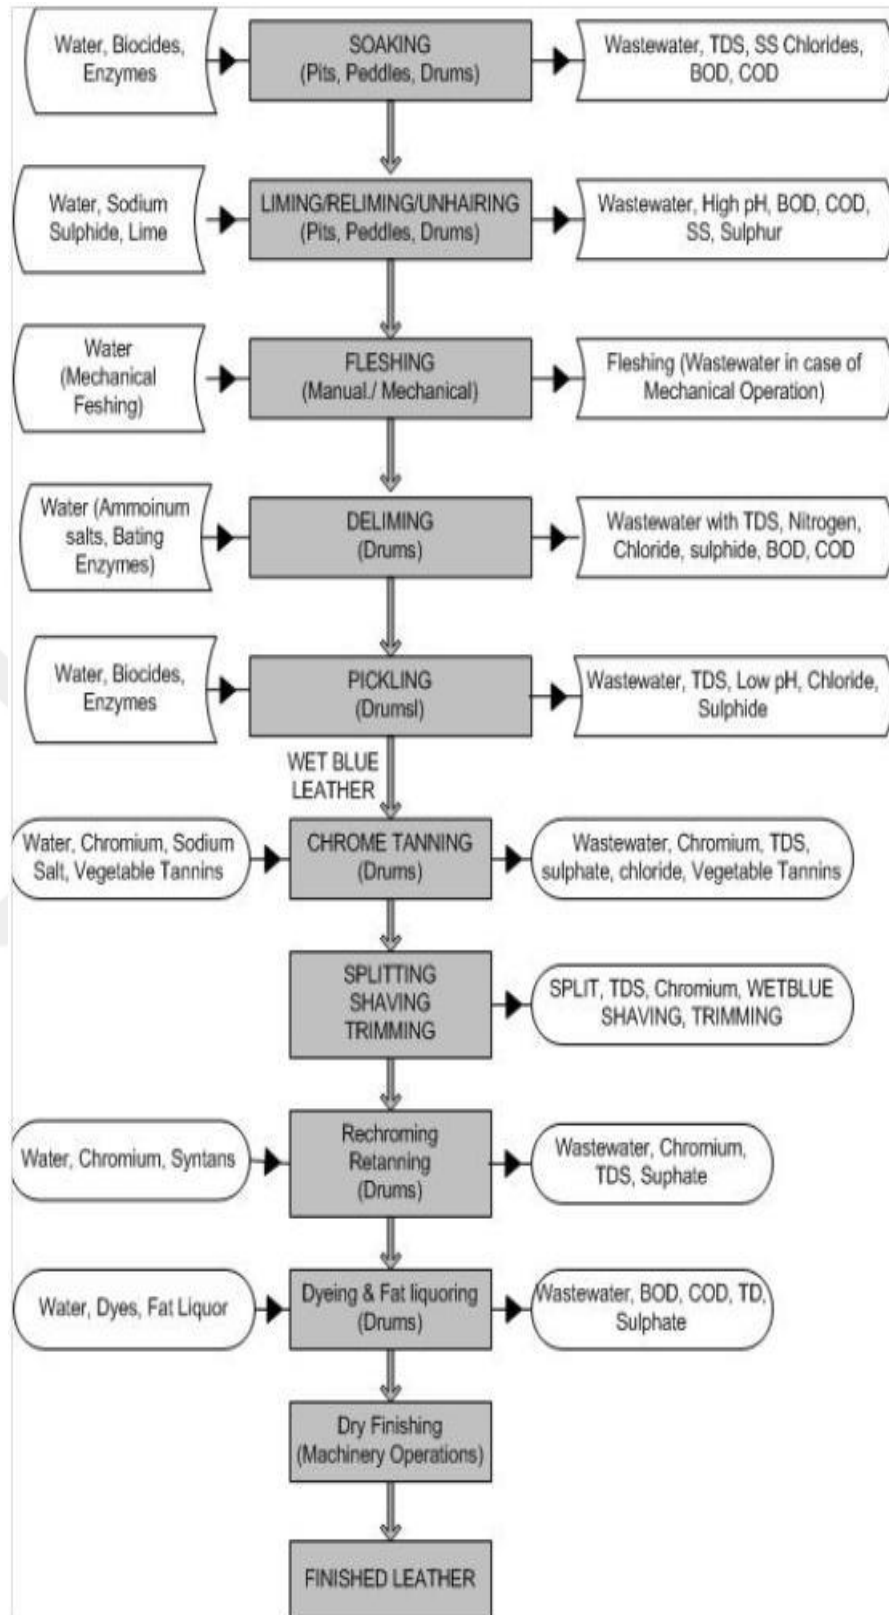 Water, Biocides,
Enzymes
SOAKING
(Pits, Peddles, Drums)
Wastewater, TDS, SS Chlorides,
BOD, COD
Water, Sodium
Sulphide, Lime
LIMING/RELIMING/UNHAIRING
(Pits, Peddles, Drums)
Wastewater, High pH, BOD, COD,
SS, Sulphur
Water
(Mechanical
Feshing)
FLESHING
(Manual./ Mechanical)
Fleshing (Wastewater in case of
Mechanical Operation)
Water (Ammoinum
salts, Bating
Enzymes)
DELIMING
(Drums)
Wastewater with TDS, Nitrogen,
Chloride, sulphide, BOD, COD
Water, Biocides,
Enzymes
PICKLING
(Drumsl)
Wastewater, TDS, Low pH, Chloride,
Sulphide
WET BLUE
LEATHER
Water, Chromium, Sodium
Salt, Vegetable Tannins
CHROME TANNING
(Drums)
Wastewater, Chromium, TDS,
sulphate, chloride, Vegetable Tannins
SPLITTING
SHAVING
TRIMMING
SPLIT, TDS, Chromium, WETBLUE
SHAVING, TRIMMING
Water, Chromium, Syntans
Rechroming
Retanning
(Drums)
Wastewater, Chromium,
TDS, Suphate
Water, Dyes, Fat Liquor
Dyeing & Fat liquoring
(Drums)
Wastewater, BOD, COD, TD,
Sulphate
Dry Finishing
(Machinery Operations)
FINISHED LEATHER